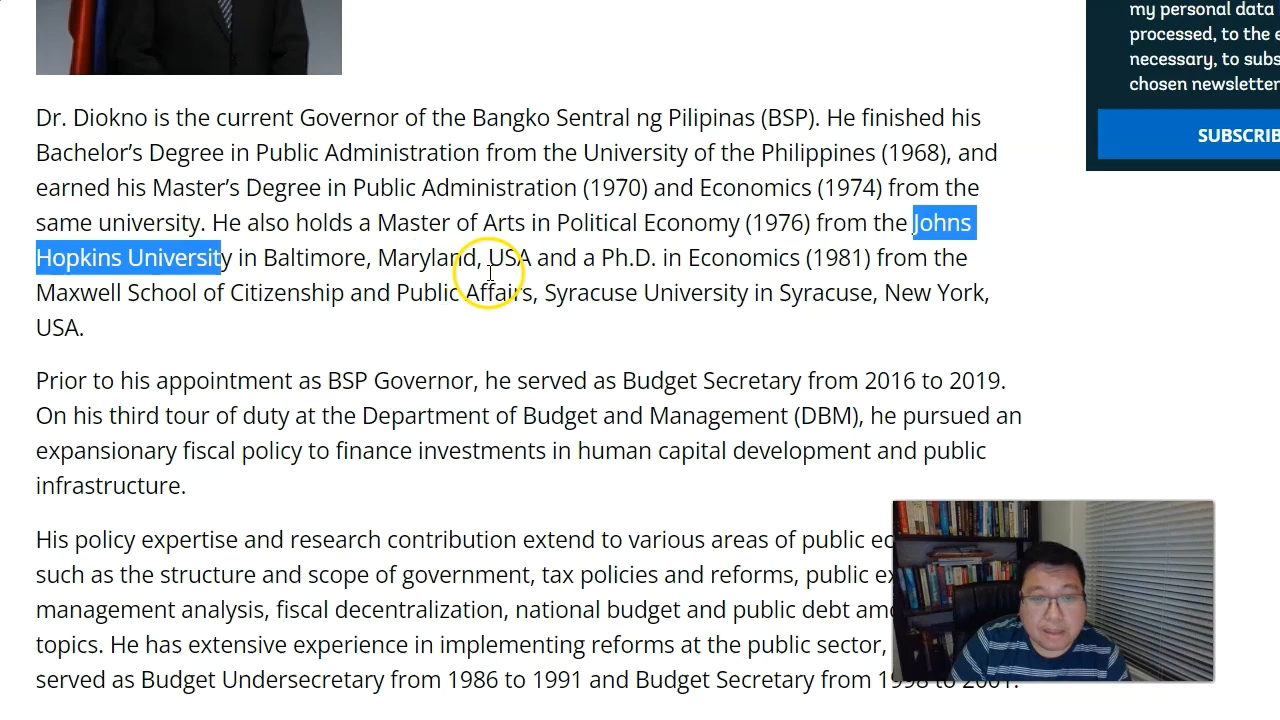 my personal data
processed, to the e
necessary, to subs
chosen newsletter
SUBSCRIB
Dr. Diokno is the current Governor of the Bangko Sentral ng Pilipinas (BSP). He finished his
Bachelor’s Degree in Public Administration from the University of the Philippines (1968), and
earned his Master’s Degree in Public Administration (1970) and Economics (1974) from the
same university. He also holds a Master of Arts in Political Economy (1976) from the Johns
Hopkins University in Baltimore, Maryland, USA and a Ph.D. in Economics (1981) from the
Maxwell School of Citizenship and Public Affairs, Syracuse University in Syracuse, New York,
USA.
Prior to his appointment as BSP Governor, he served as Budget Secretary from 2016 to 2019.
On his third tour of duty at the Department of Budget and Management (DBM), he pursued an
expansionary fiscal policy to finance investments in human capital development and public
infrastructure.
His policy expertise and research contribution extend to various areas of public ec
such as the structure and scope of government, tax policies and reforms, public ex
management analysis, fiscal decentralization, national budget and public debt amo
topics. He has extensive experience in implementing reforms at the public sector,
served as Budget Undersecretary from 1986 to 1991 and Budget Secretary from 1998 to 2001.